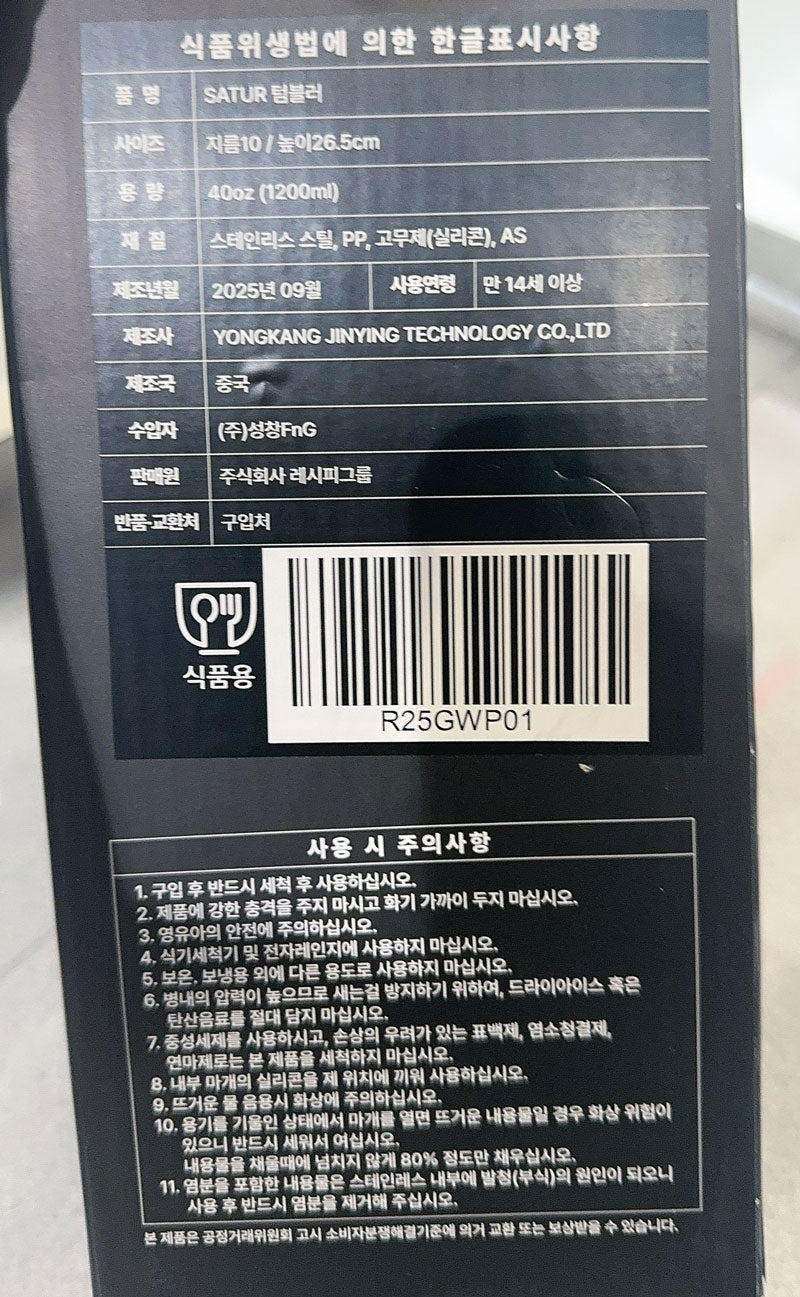 식품위생법에 의한 한글표시사항
품 명 SATUR 텀블러
사이즈 지름10 / 높이26.5cm
용 량 40oz (1200ml)
재 질 스테인리스 스틸, PP, 고무제(실리콘), AS
제조년월 2025년 09월 사용연령 만 14세 이상
제조사 YONGKANG JINYING TECHNOLOGY CO.,LTD
제조국 중국
수입자 (주)성창FnG
판매원 주식회사 레시피그룹
반품·교환처 구입처
식품용
R25GWP01
사용 시 주의사항
1. 구입 후 반드시 세척 후 사용하십시오.
2. 제품에 강한 충격을 주지 마시고 화기 가까이 두지 마십시오.
3. 영유아의 안전에 주의하십시오.
4. 식기세척기 및 전자레인지에 사용하지 마십시오.
5. 보온, 보냉용 외에 다른 용도로 사용하지 마십시오.
6. 병내의 압력이 높으므로 새는걸 방지하기 위하여, 드라이아이스 혹은
탄산음료를 절대 담지 마십시오.
7. 중성세제를 사용하시고, 손상의 우려가 있는 표백제, 염소청결제,
연마제로는 본 제품을 세척하지 마십시오.
8. 내부 마개의 실리콘을 제 위치에 끼워 사용하십시오.
9. 뜨거운 물 음용시 화상에 주의하십시오.
10. 용기를 기울인 상태에서 마개를 열면 뜨거운 내용물일 경우 화상 위험이
있으니 반드시 세워서 여십시오.
내용물을 채울때에 넘치지 않게 80% 정도만 채우십시오.
11. 염분을 포함한 내용물은 스테인레스 내부에 발청(부식)의 원인이 되오니
사용 후 반드시 염분을 제거해 주십시오.
본 제품은 공정거래위원회 고시 소비자분쟁해결기준에 의거 교환 또는 보상받을 수 있습니다.